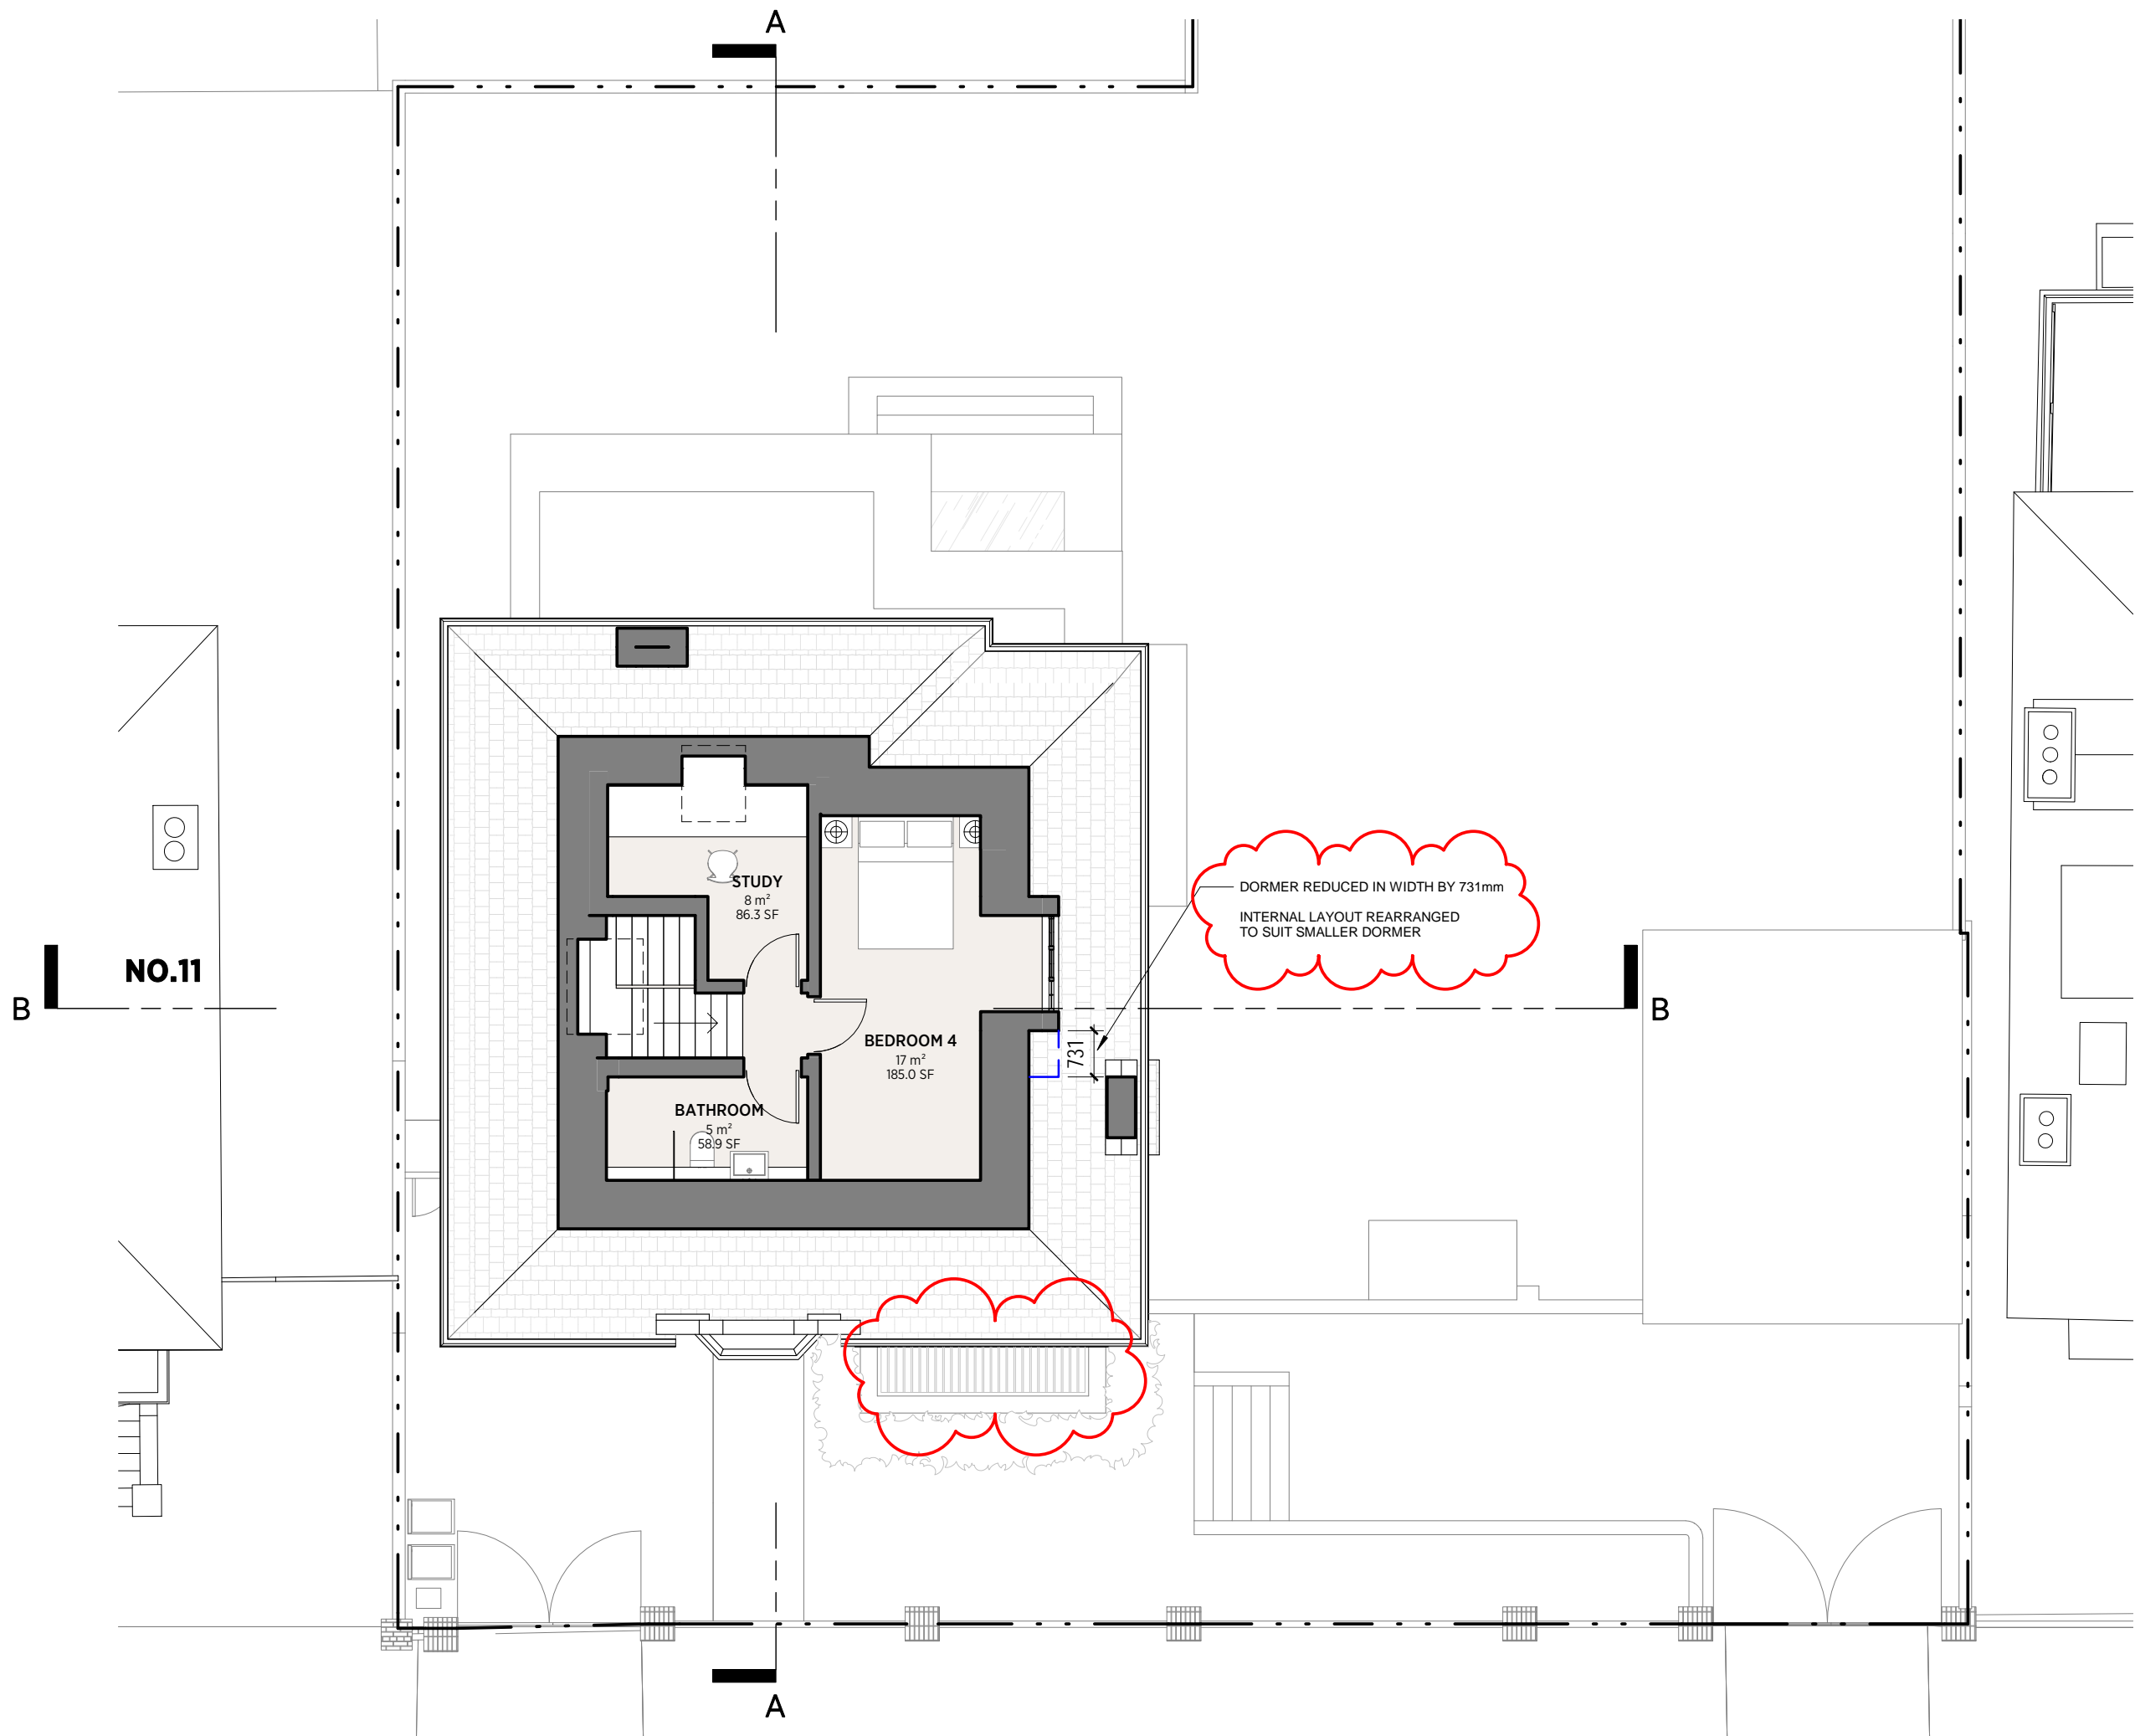 A
STUDY
8 m²
86.3 SF
DORMER REDUCED IN WIDTH BY 731mm
INTERNAL LAYOUT REARRANGED
TO SUIT SMALLER DORMER
NO.11
B
B
BEDROOM 4
17 m²
185.0 SF
731
BATHROOM
5 m²
58.9 SF
A